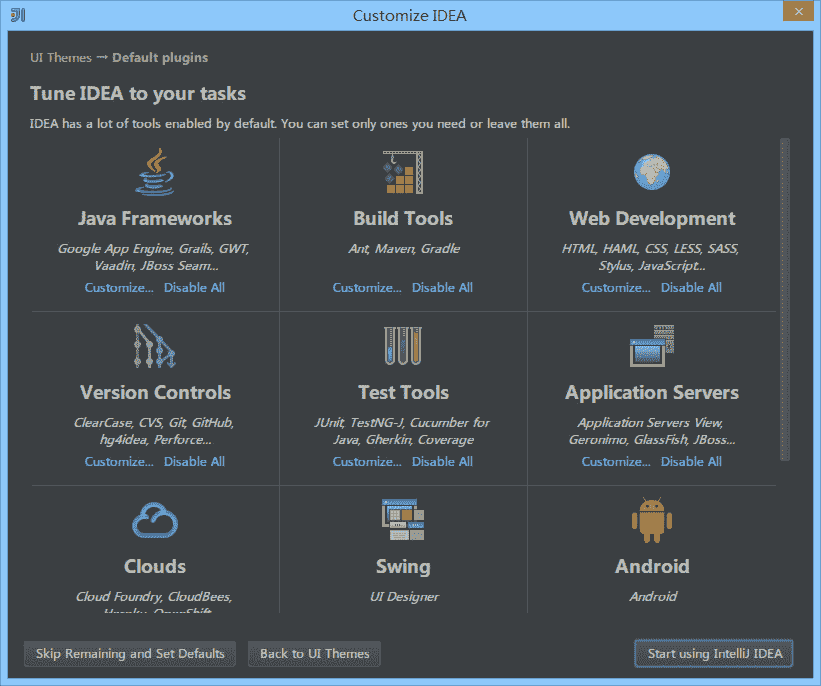 Customize IDEA
UI Themes → Default plugins
Tune IDEA to your tasks
IDEA has a lot of tools enabled by default. You can set only ones you need or leave them all.
Java Frameworks
Google App Engine, Grails, GWT,
Vaadin, JBoss Seam...
Customize... Disable All
Build Tools
Ant, Maven, Gradle
Customize... Disable All
Web Development
HTML, HAML, CSS, LESS, SASS,
Stylus, JavaScript...
Customize... Disable All
Version Controls
ClearCase, CVS, Git, GitHub,
hg4idea, Perforce...
Customize... Disable All
Test Tools
JUnit, TestNG-J, Cucumber for
Java, Gherkin, Coverage
Customize... Disable All
Application Servers
Application Servers View,
Geronimo, GlassFish, JBoss...
Customize... Disable All
Clouds
Cloud Foundry, CloudBees,
Heroku, OpenShift
Swing
UI Designer
Android
Android
Skip Remaining and Set Defaults
Back to UI Themes
Start using IntelliJ IDEA